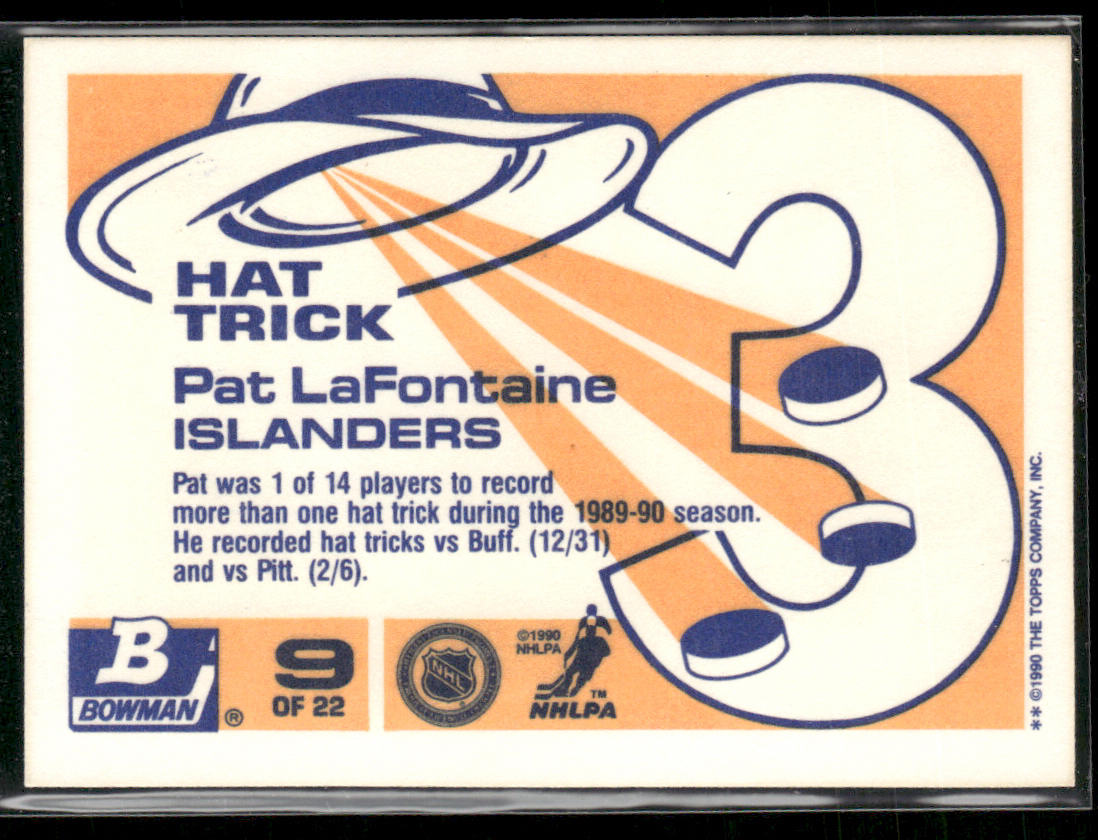 HAT
TRICK
Pat LaFontaine
ISLANDERS
Pat was 1 of 14 players to record
more than one hat trick during the 1989-90 season.
He recorded hat tricks vs Buff. (12/31)
and vs Pitt. (2/6).
3
B
BOWMAN
®
9
OF 22
NHL
©1990
NHLPA
TM
NHLPA
** ©1990 THE TOPPS COMPANY, INC.